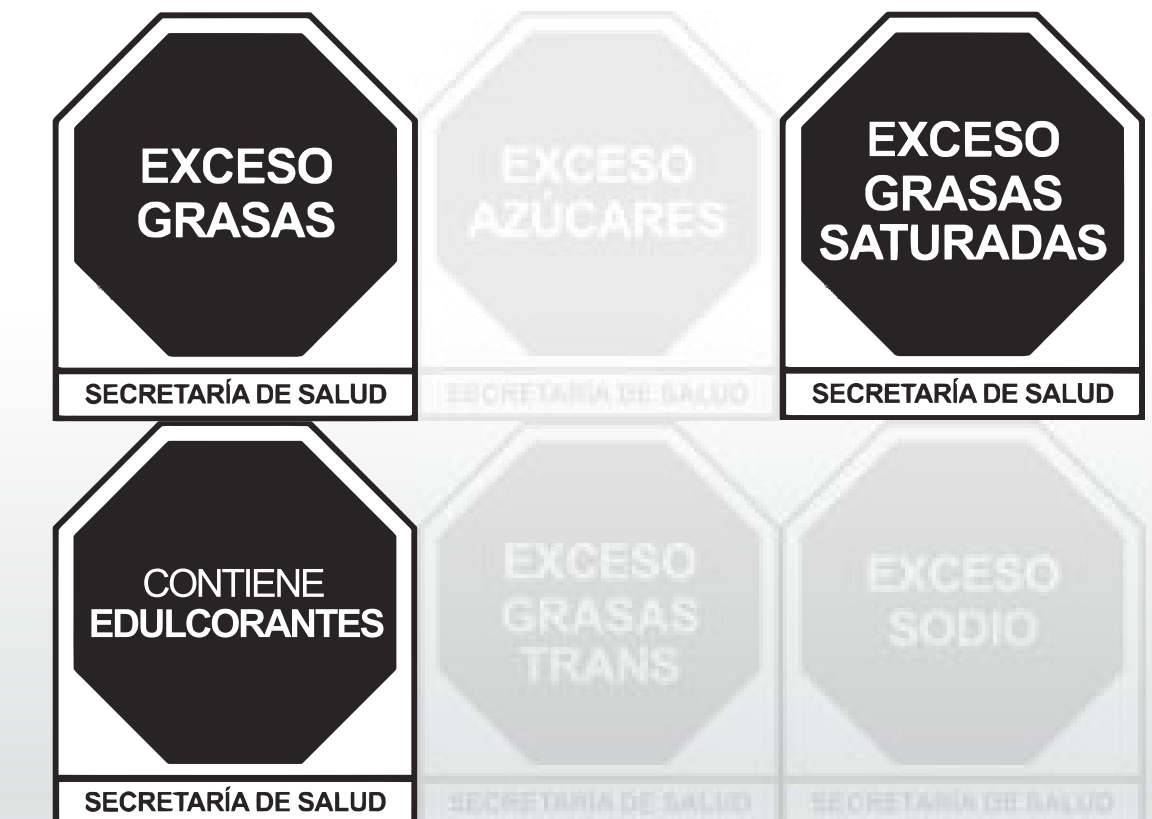 EXCESO
GRASAS
SECRETARÍA DE SALUD
EXCESO
AZÚCARES
SECRETARÍA DE SALUD
EXCESO
GRASAS
SATURADAS
SECRETARÍA DE SALUD
CONTIENE
EDULCORANTES
SECRETARÍA DE SALUD
EXCESO
GRASAS
TRANS
SECRETARÍA DE SALUD
EXCESO
SODIO
SECRETARÍA DE SALUD